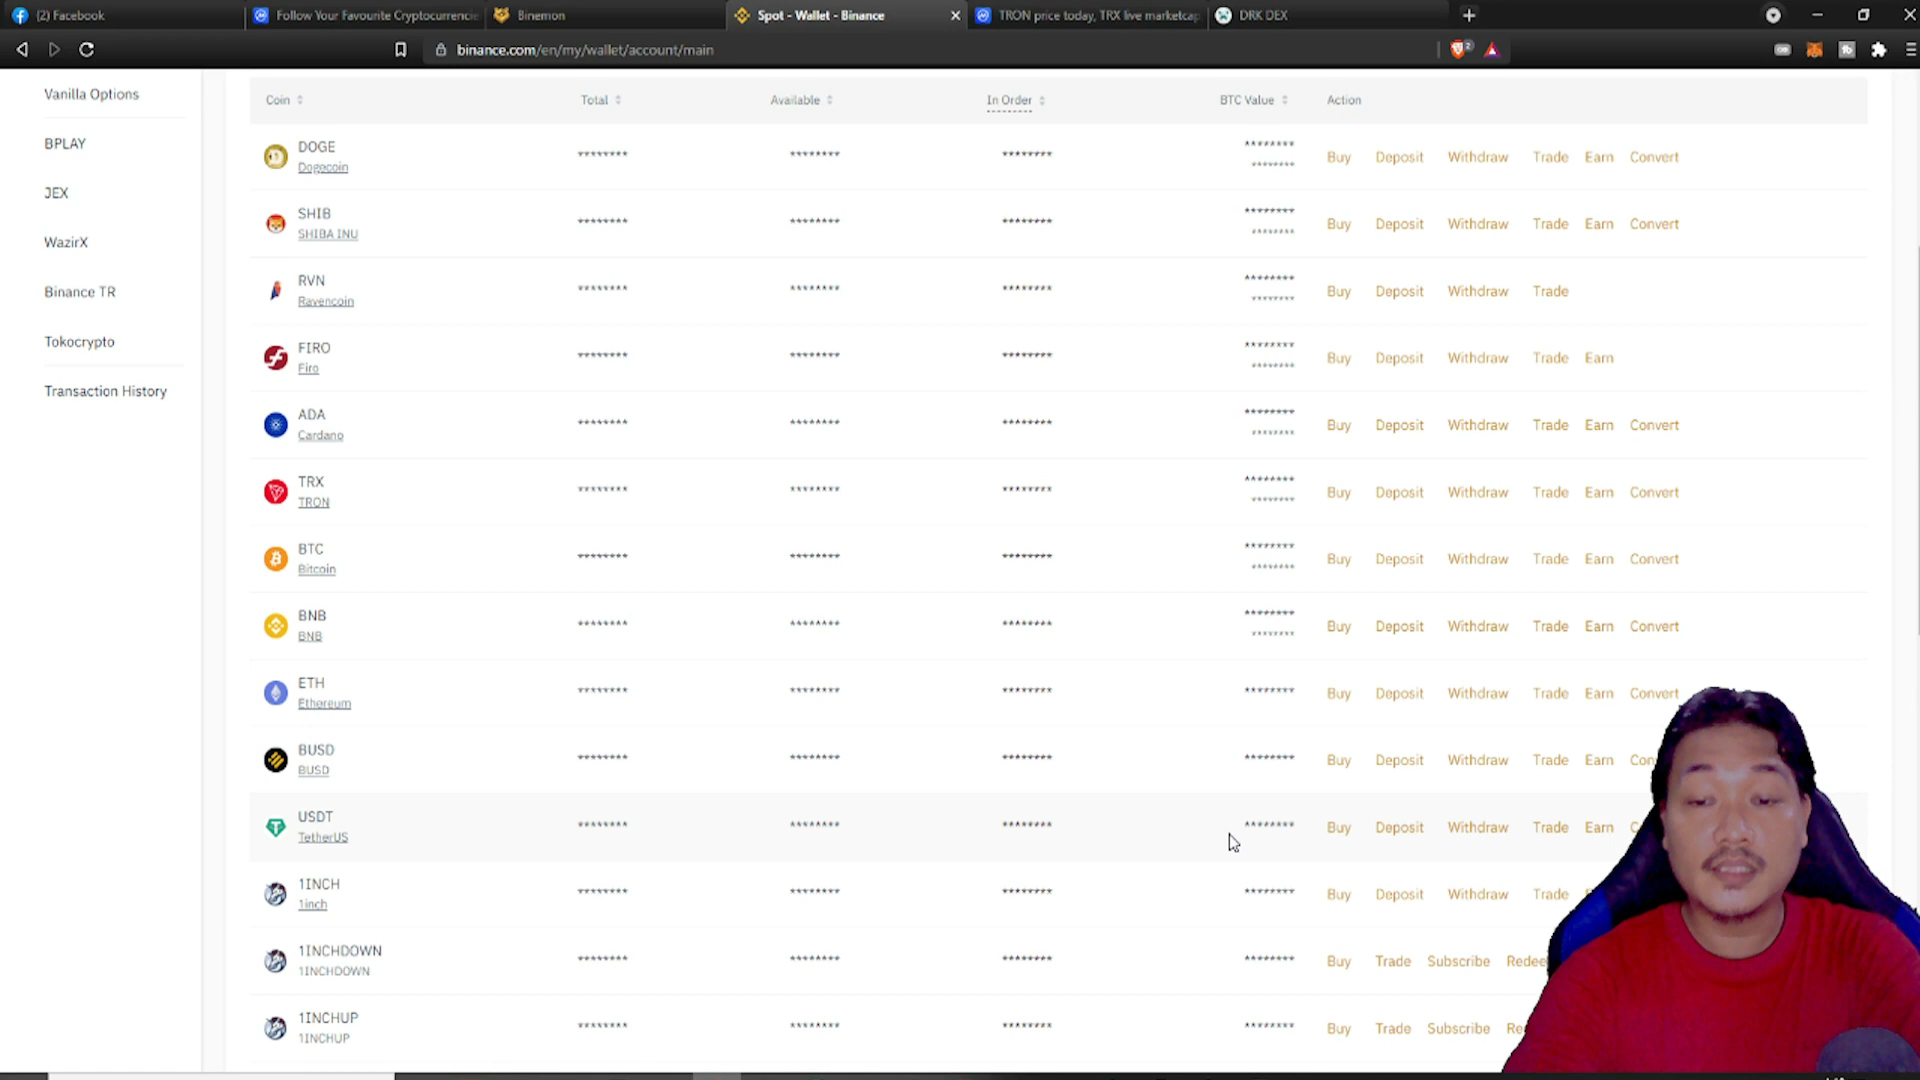 (2) Facebook
Follow Your Favourite Cryptocurrencie
Binemon
Spot - Wallet - Binance
TRON price today, TRX live marketcap
DRK DEX
binance.com/en/my/wallet/account/main
2
Vanilla Options
BPLAY
JEX
WazirX
Binance TR
Tokocrypto
Transaction History
Coin Total Available In Order BTC Value Action
DOGE
Dogecoin
******** ******** ******** ********
********
Buy Deposit Withdraw Trade Earn Convert
SHIB
SHIBA INU
******** ******** ******** ********
********
Buy Deposit Withdraw Trade Earn Convert
RVN
Ravencoin
******** ******** ******** ********
********
Buy Deposit Withdraw Trade
FIRO
Firo
******** ******** ******** ********
********
Buy Deposit Withdraw Trade Earn
ADA
Cardano
******** ******** ******** ********
********
Buy Deposit Withdraw Trade Earn Convert
TRX
TRON
******** ******** ******** ********
********
Buy Deposit Withdraw Trade Earn Convert
BTC
Bitcoin
******** ******** ******** ********
********
Buy Deposit Withdraw Trade Earn Convert
BNB
BNB
******** ******** ******** ********
********
Buy Deposit Withdraw Trade Earn Convert
ETH
Ethereum
******** ******** ******** ********
Buy Deposit Withdraw Trade Earn Convert
BUSD
BUSD
******** ******** ******** ********
Buy Deposit Withdraw Trade Earn Con
USDT
TetherUS
******** ******** ******** ********
Buy Deposit Withdraw Trade Earn
1INCH
1inch
******** ******** ******** ********
Buy Deposit Withdraw Trade
1INCHDOWN
1INCHDOWN
******** ******** ******** ********
Buy Trade Subscribe Redee
1INCHUP
1INCHUP
******** ******** ******** ********
Buy Trade Subscribe Re